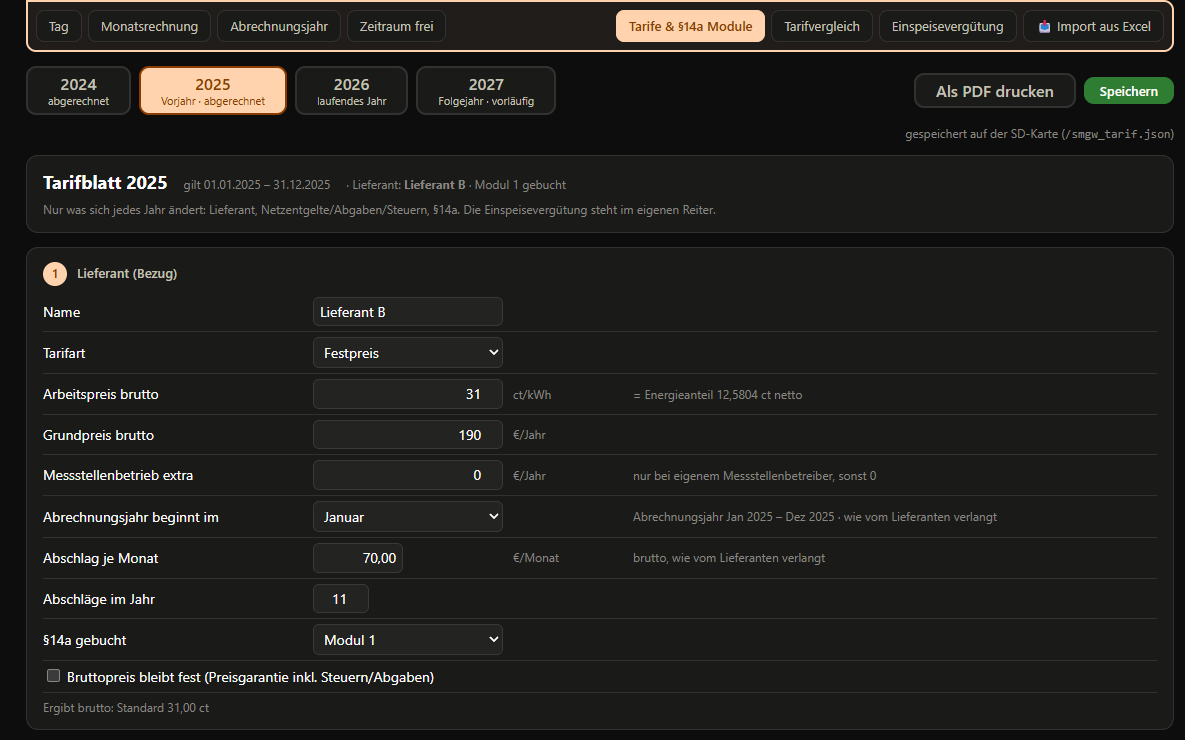 Tag Monatsrechnung Abrechnungsjahr Zeitraum frei Tarife & §14a Module Tarifvergleich Einspeisevergütung Import aus Excel
2024 2025 2026 2027
abgerechnet Vorjahr · abgerechnet laufendes Jahr Folgejahr · vorläufig
Als PDF drucken Speichern
gespeichert auf der SD-Karte (/smgw_tarif.json)
Tarifblatt 2025 gilt 01.01.2025 – 31.12.2025 · Lieferant: Lieferant B · Modul 1 gebucht
Nur was sich jedes Jahr ändert: Lieferant, Netzentgelte/Abgaben/Steuern, §14a. Die Einspeisevergütung steht im eigenen Reiter.
1 Lieferant (Bezug)
Name Lieferant B
Tarifart Festpreis
Arbeitspreis brutto 31 ct/kWh = Energieanteil 12,5804 ct netto
Grundpreis brutto 190 €/Jahr
Messstellenbetrieb extra 0 €/Jahr nur bei eigenem Messstellenbetreiber, sonst 0
Abrechnungsjahr beginnt im Januar Abrechnungsjahr Jan 2025 – Dez 2025 · wie vom Lieferanten verlangt
Abschlag je Monat 70,00 €/Monat brutto, wie vom Lieferanten verlangt
Abschläge im Jahr 11
§14a gebucht Modul 1
Bruttopreis bleibt fest (Preisgarantie inkl. Steuern/Abgaben)
Ergibt brutto: Standard 31,00 ct